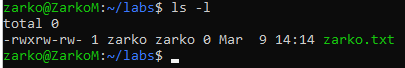 zarko@ZarkoM:~/labs$ ls -l
total 0
-rwxrw-rw- 1 zarko zarko 0 Mar  9 14:14 zarko.txt
zarko@ZarkoM:~/labs$